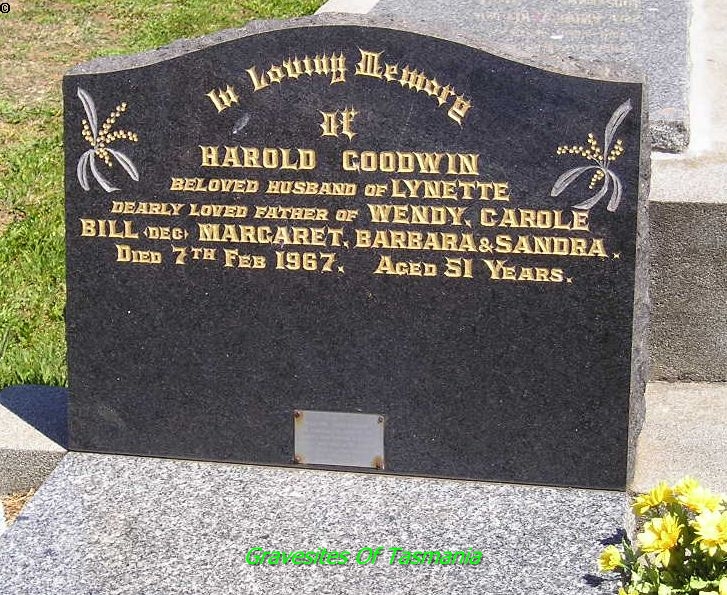 In Loving Memory
OF
HAROLD GOODWIN
BELOVED HUSBAND OF LYNETTE
DEARLY LOVED FATHER OF WENDY, CAROLE
BILL (DEC) MARGARET, BARBARA & SANDRA.
DIED 7TH FEB 1967. AGED 51 YEARS.
Gravesites Of Tasmania